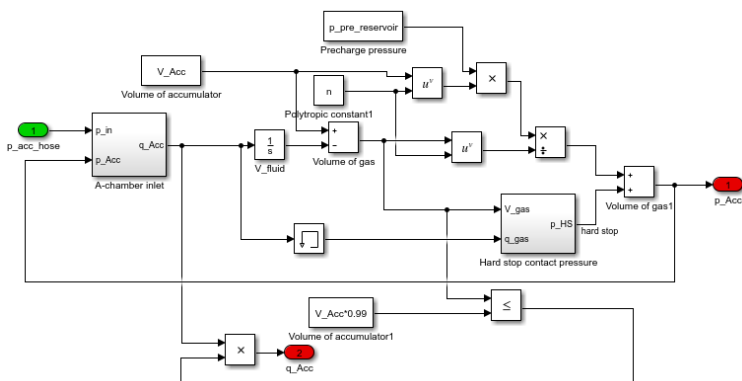 p_pre_reservoir
Precharge pressure
V_Acc
Volume of accumulator
n
Polytropic constant1
u^v
×
1
p_acc_hose
p_in
p_Acc
q_Acc
A-chamber inlet
1
s
V_fluid
+
−
Volume of gas
u^v
×
÷
+
+
Volume of gas1
1
p_Acc
V_gas
q_gas
p_HS
hard stop
Hard stop contact pressure
V_Acc*0.99
Volume of accumulator1
≤
×
2
q_Acc